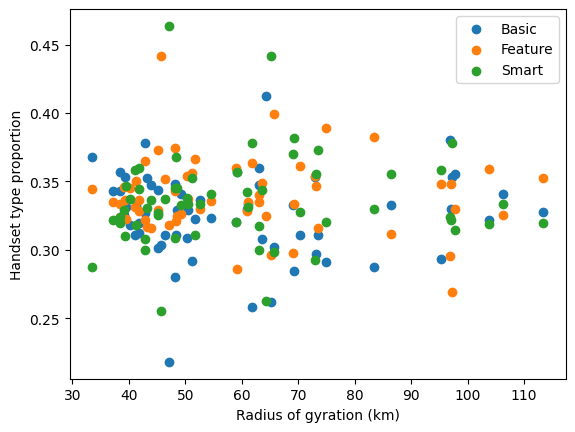 Basic
Feature
Smart
0.45
0.40
0.35
0.30
0.25
Handset type proportion
30 40 50 60 70 80 90 100 110
Radius of gyration (km)